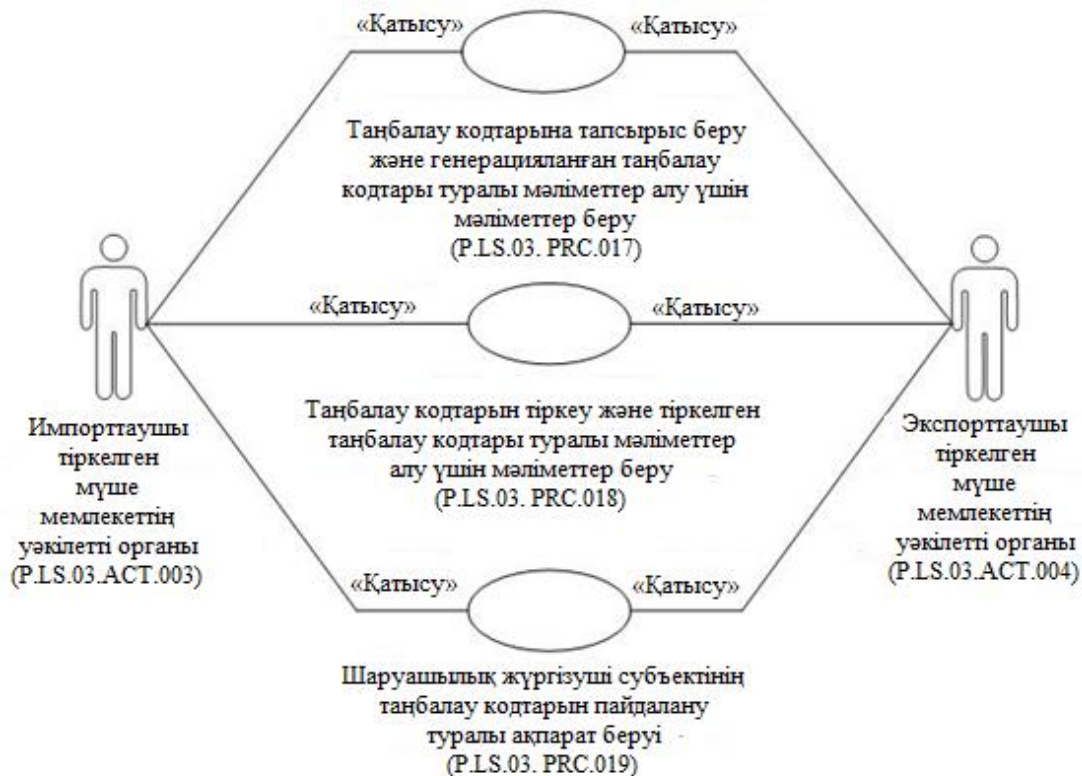 «Қатысу» «Қатысу»
Таңбалау кодтарына тапсырыс беру
және генерацияланған таңбалау
кодтары туралы мәліметтер алу үшін
мәліметтер беру
(P.LS.03. PRC.017)
«Қатысу» «Қатысу»
Таңбалау кодтарын тіркеу және тіркелген
таңбалау кодтары туралы мәліметтер
алу үшін мәліметтер беру
(P.LS.03. PRC.018)
Импорттаушы
тіркелген
мүше
мемлекеттің
уәкілетті органы
(P.LS.03.ACT.003)
Экспорттаушы
тіркелген
мүше
мемлекеттің
уәкілетті органы
(P.LS.03.ACT.004)
«Қатысу» «Қатысу»
Шаруашылық жүргізуші субъектінің
таңбалау кодтарын пайдалану
туралы ақпарат беруі
(P.LS.03. PRC.019)